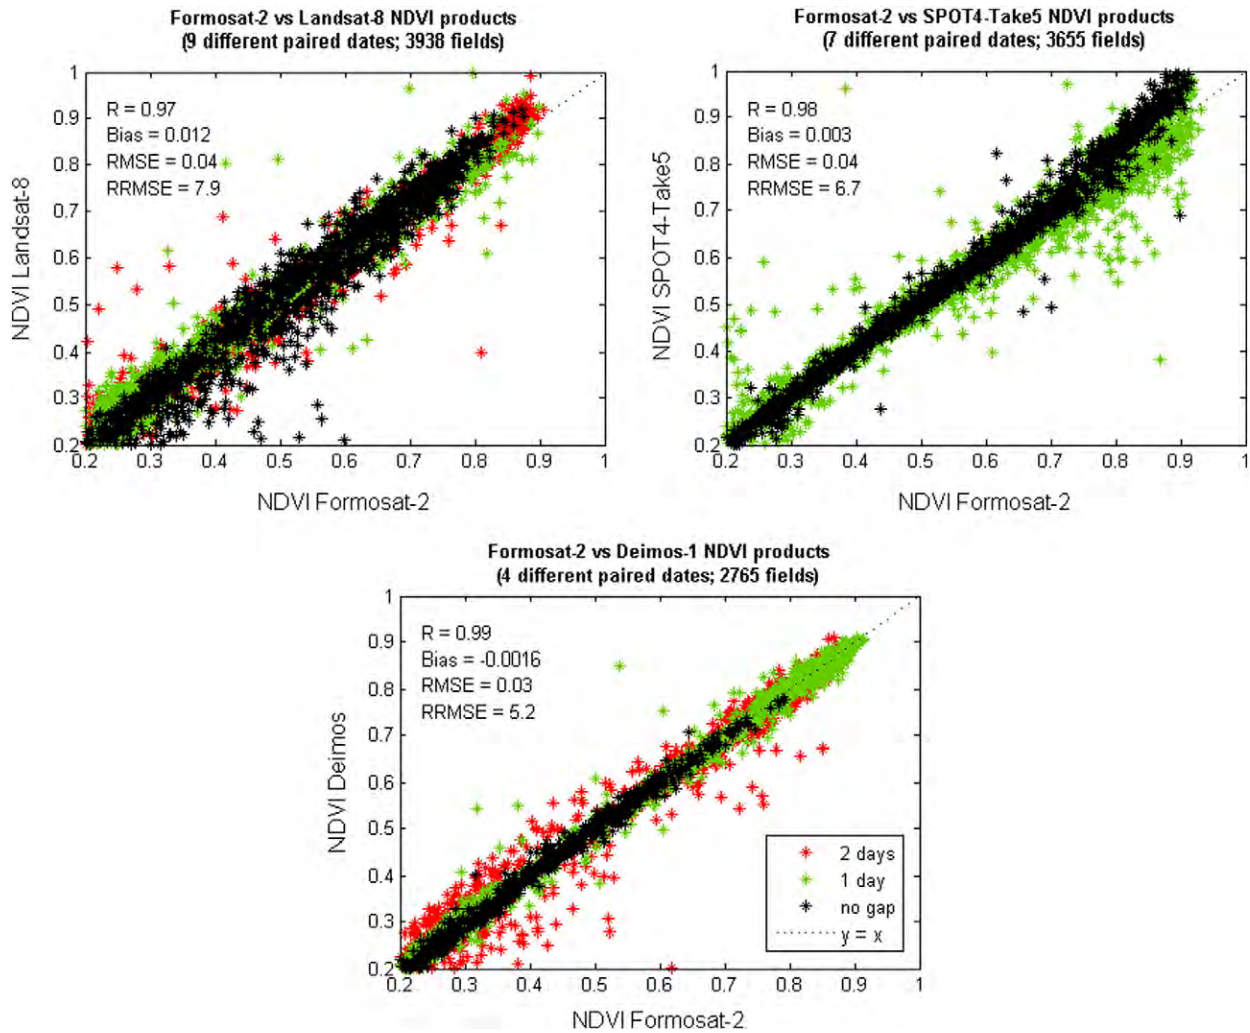 Formosat-2 vs Landsat-8 NDVI products
(9 different paired dates; 3938 fields)
R = 0.97
Bias = 0.012
RMSE = 0.04
RRMSE = 7.9
NDVI Landsat-8
1
0.9
0.8
0.7
0.6
0.5
0.4
0.3
0.2
0.2 0.3 0.4 0.5 0.6 0.7 0.8 0.9 1
NDVI Formosat-2
Formosat-2 vs SPOT4-Take5 NDVI products
(7 different paired dates; 3655 fields)
R = 0.98
Bias = 0.003
RMSE = 0.04
RRMSE = 6.7
NDVI SPOT4-Take5
1
0.9
0.8
0.7
0.6
0.5
0.4
0.3
0.2
0.2 0.3 0.4 0.5 0.6 0.7 0.8 0.9 1
NDVI Formosat-2
Formosat-2 vs Deimos-1 NDVI products
(4 different paired dates; 2765 fields)
R = 0.99
Bias = -0.0016
RMSE = 0.03
RRMSE = 5.2
NDVI Deimos
1
0.9
0.8
0.7
0.6
0.5
0.4
0.3
0.2
2 days
1 day
no gap
y = x
0.2 0.3 0.4 0.5 0.6 0.7 0.8 0.9 1
NDVI Formosat-2